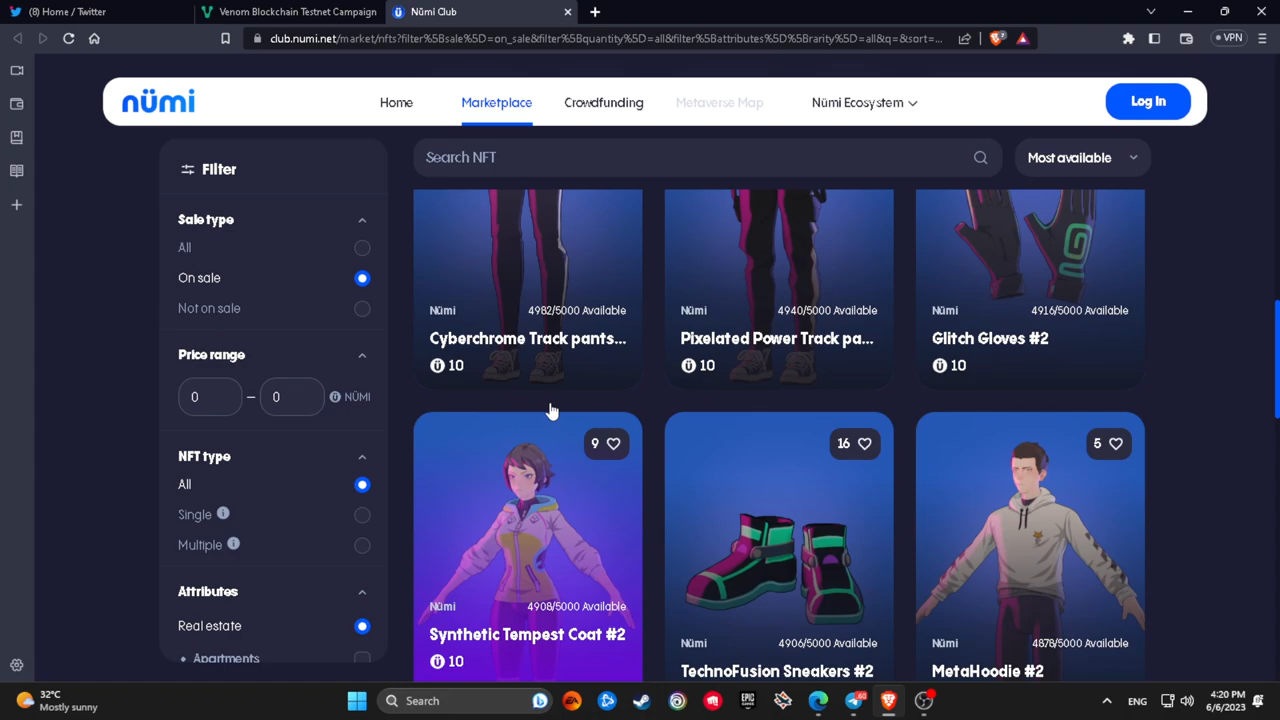 (8) Home / Twitter
Venom Blockchain Testnet Campaign
Nümi Club
club.numi.net/market/nfts?filter%5Bsale%5D=on_sale&filter%5Bquantity%5D=all&filter%5Battributes%5D%5Brarity%5D=all&q=&sort=...
VPN
nümi
Home
Marketplace
Crowdfunding
Metaverse Map
Nümi Ecosystem
Log In
Filter
Search NFT
Most available
Sale type
All
On sale
Not on sale
Price range
0 – 0 NÜMI
NFT type
All
Single
Multiple
Attributes
Real estate
Apartments
Nümi 4982/5000 Available
Cyberchrome Track pants...
10
Nümi 4940/5000 Available
Pixelated Power Track pa...
10
Nümi 4916/5000 Available
Glitch Gloves #2
10
9
Nümi 4908/5000 Available
Synthetic Tempest Coat #2
10
16
Nümi 4906/5000 Available
TechnoFusion Sneakers #2
5
Nümi 4878/5000 Available
MetaHoodie #2
32°C
Mostly sunny
Search
EA
EPIC
GAMES
60
ENG
4:20 PM
6/6/2023